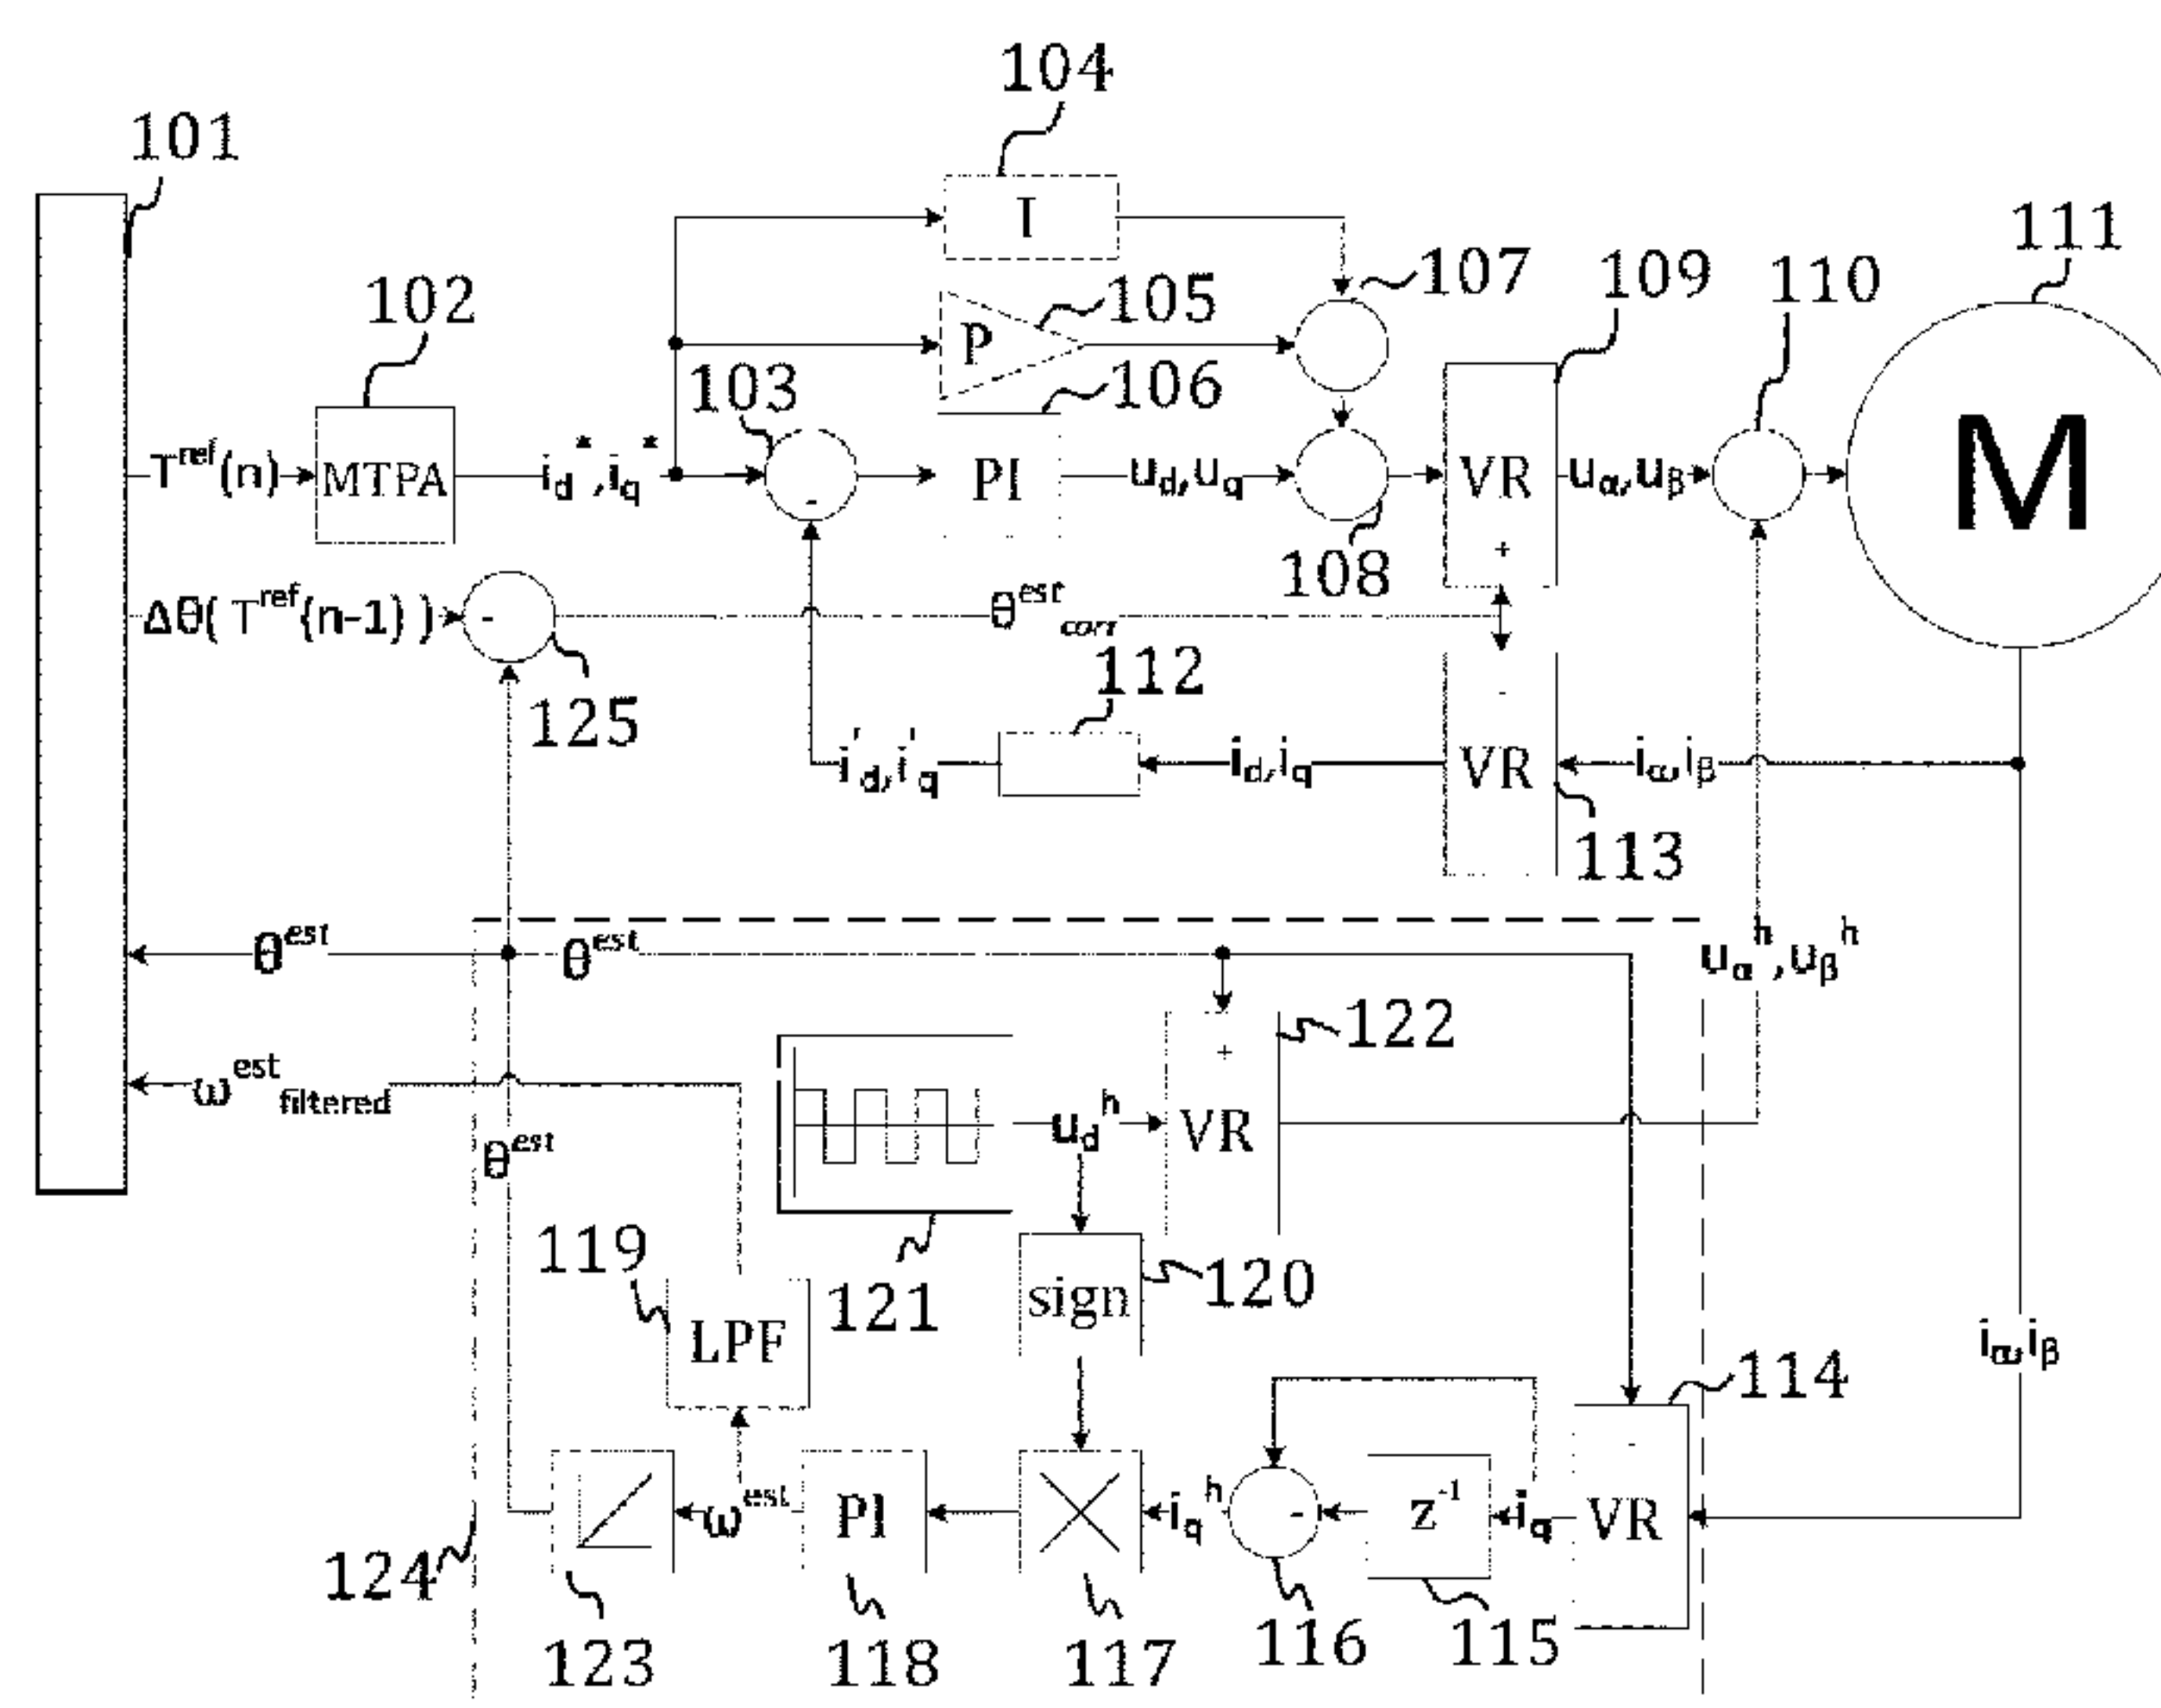 104
101
I
111
107
109
110
102
105
P
106
103
T^ref(n)
MTPA
i_d^*,i_q^*
-
PI
u_d,u_q
VR
u_α,u_β
M
+
108
Δθ( T^ref(n-1) )
-
θ^est_corr
125
112
-
i'_d,i'_q
i_d,i_q
VR
i_α,i_β
113
θ^est
θ^est
u_α^h,u_β^h
122
+
ω^est_filtered
u_d^h
VR
θ^est
119
121
sign
120
LPF
i_α,i_β
114
-
ω^est
PI
i_q^h
-
z^-1
i_q
VR
124
123
118
117
116
115